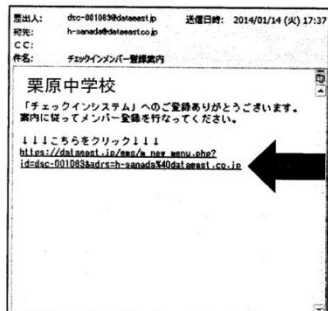 差出人: dsc-001083@dataeast.jp 送信日時: 2014/01/14 (火) 17:37
宛先: h-sanada@dataeast.co.jp
CC:
件名: チェックインメンバー登録案内
栗原中学校
「チェックインシステム」へのご登録ありがとうございます。
案内に従ってメンバー登録を行なってください。
↓↓↓こちらをクリック↓↓↓
https://dataeast.jp/ems/m_new_menu.php?
id=dsc-001083&adrs=h-sanada%40dataeast.co.jp